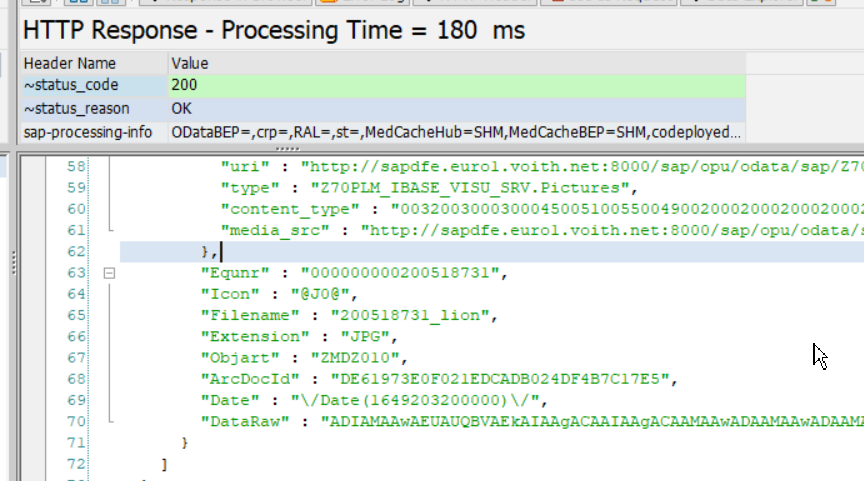 HTTP Response - Processing Time = 180 ms
Header Name Value
~status_code 200
~status_reason OK
sap-processing-info ODataBEP=,crp=,RAL=,st=,MedCacheHub=SHM,MedCacheBEP=SHM,codeployed...
58 "uri" : "http://sapdfe.euro1.voith.net:8000/sap/opu/odata/sap/Z70
59 "type" : "Z70PLM_IBASE_VISU_SRV.Pictures",
60 "content_type" : "00320030003000450051005500490020002000200020002
61 "media_src" : "http://sapdfe.euro1.voith.net:8000/sap/opu/odata/s
62 },
63 "Equnr" : "000000000200518731",
64 "Icon" : "@J0@",
65 "Filename" : "200518731_lion",
66 "Extension" : "JPG",
67 "Objart" : "ZMDZ010",
68 "ArcDocId" : "DE61973E0F021EDCADB024DF4B7C17E5",
69 "Date" : "\/Date(1649203200000)\/",
70 "DataRaw" : "ADIAMAAwAEUAUQBVAEkAIAAgACAAIAAgACAAMAAwADAAMAAwADAAMA
71 }
72 ]